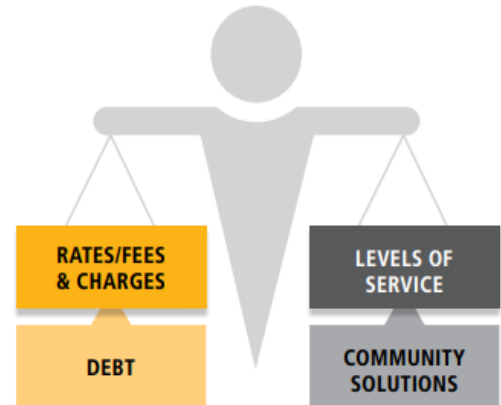 RATES/FEES
& CHARGES
DEBT
LEVELS OF
SERVICE
COMMUNITY
SOLUTIONS